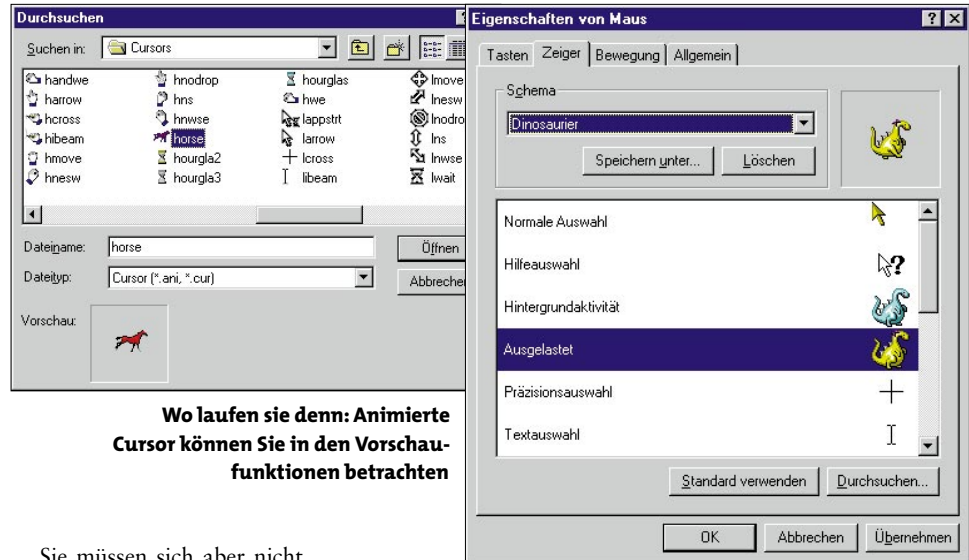 Durchsuchen
Suchen in:
Cursors
handwe
harrow
hcross
hibeam
hmove
hnesw
hnodrop
hns
hnwse
horse
hourgla2
hourgla3
hourglas
hwe
lappstrt
larrow
lcross
libeam
lmove
lnesw
lnodro
lns
lnwse
lwait
Dateiname:
horse
Öffnen
Dateityp:
Cursor (*.ani, *.cur)
Abbreche
Vorschau:
Wo laufen sie denn: Animierte
Cursor können Sie in den Vorschau-
funktionen betrachten
Sie müssen sich aber nicht
Eigenschaften von Maus
Tasten
Zeiger
Bewegung
Allgemein
Schema
Dinosaurier
Speichern unter...
Löschen
Normale Auswahl
Hilfeauswahl
Hintergrundaktivität
Ausgelastet
Präzisionsauswahl
Textauswahl
Standard verwenden
Durchsuchen...
OK
Abbrechen
Übernehmen